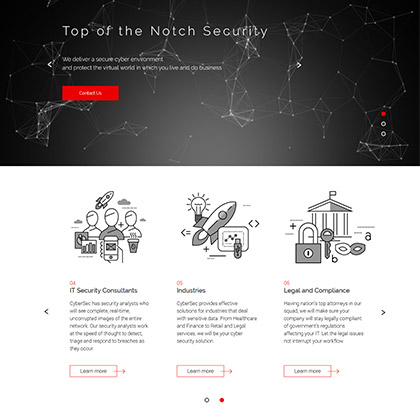 Top of the Notch Security
We deliver a secure cyber environment
and protect the virtual world in which you live and do business
Contact Us
04
IT Security Consultants
CyberSec has security analysts who
will see complete, real-time,
uncorrupted images of the entire
network. Our security analysts work
at the speed of thought to detect,
triage and respond to breaches as
they occur.
Learn more
05
Industries
CyberSec provides effective
solutions for industries that deal
with sensitive data. From Healthcare
and Finance to Retail and Legal
services, we will be your cyber
security solution.
Learn more
06
Legal and Compliance
Having nation's top attorneys in our
squad, we will make sure your
company will stay legally compliant
of government's regulations
affecting your IT. Let the legal issues
not interrupt your workflow.
Learn more